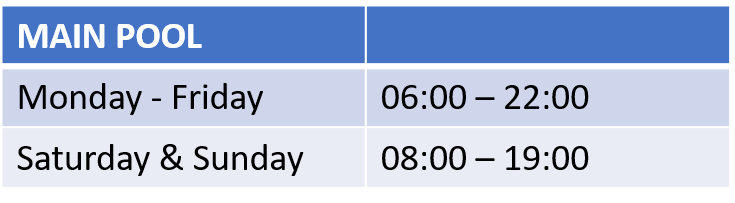 MAIN POOL
Monday - Friday 06:00 – 22:00
Saturday & Sunday 08:00 – 19:00